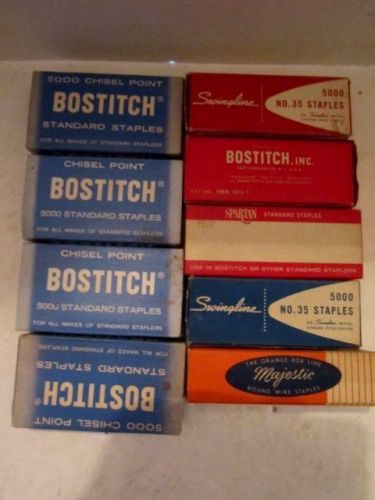 5000 CHISEL POINT
BOSTITCH®
STANDARD STAPLES
FOR ALL MAKES OF STANDARD STAPLERS
CHISEL POINT
BOSTITCH®
5000 STANDARD STAPLES
FOR ALL MAKES OF STANDARD STAPLERS
CHISEL POINT
BOSTITCH®
5000 STANDARD STAPLES
FOR ALL MAKES OF STANDARD STAPLERS
5000 CHISEL POINT
BOSTITCH®
STANDARD STAPLES
FOR ALL MAKES OF STANDARD STAPLERS
Swingline
5000
NO. 35 STAPLES
BOSTITCH, INC.
SPARTAN STANDARD STAPLES
USE IN BOSTITCH OR OTHER STANDARD STAPLERS
Swingline
5000
NO. 35 STAPLES
THE ORANGE BOX LINE
Majestic
ROUND WIRE STAPLES